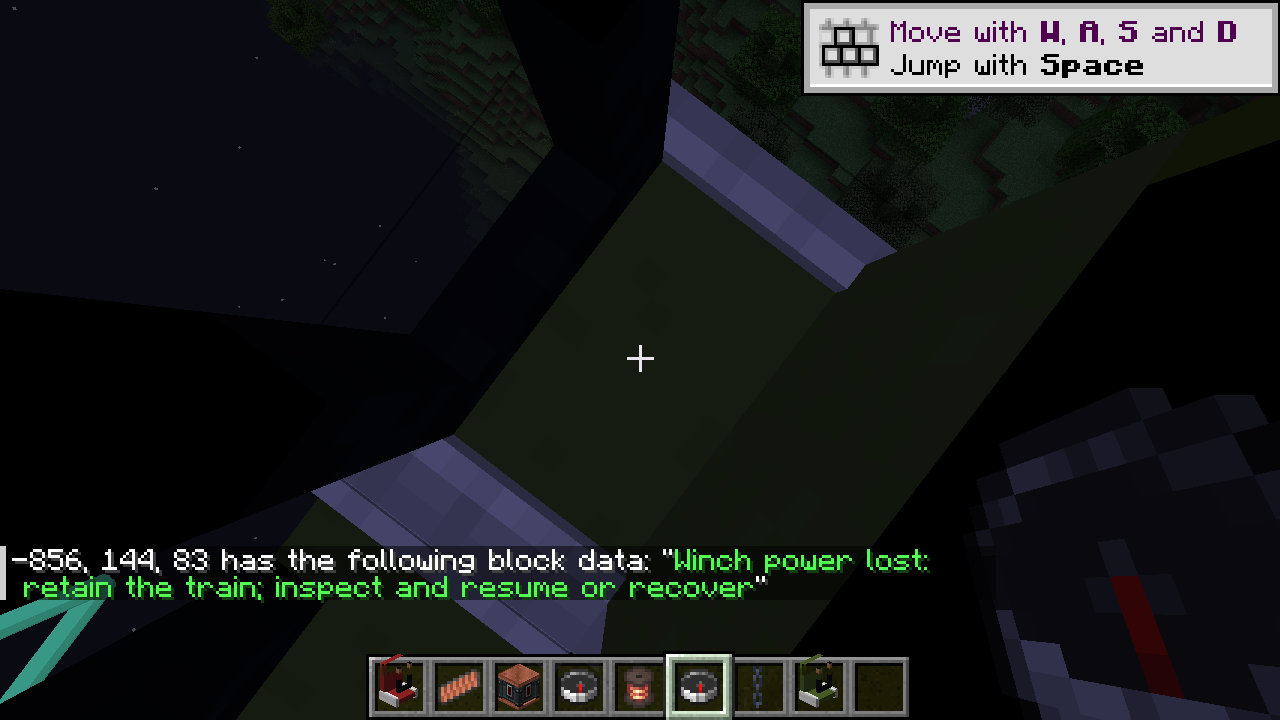 Move with W, A, S and D
Jump with Space
-856, 144, 83 has the following block data: "Winch power lost:
retain the train; inspect and resume or recover"